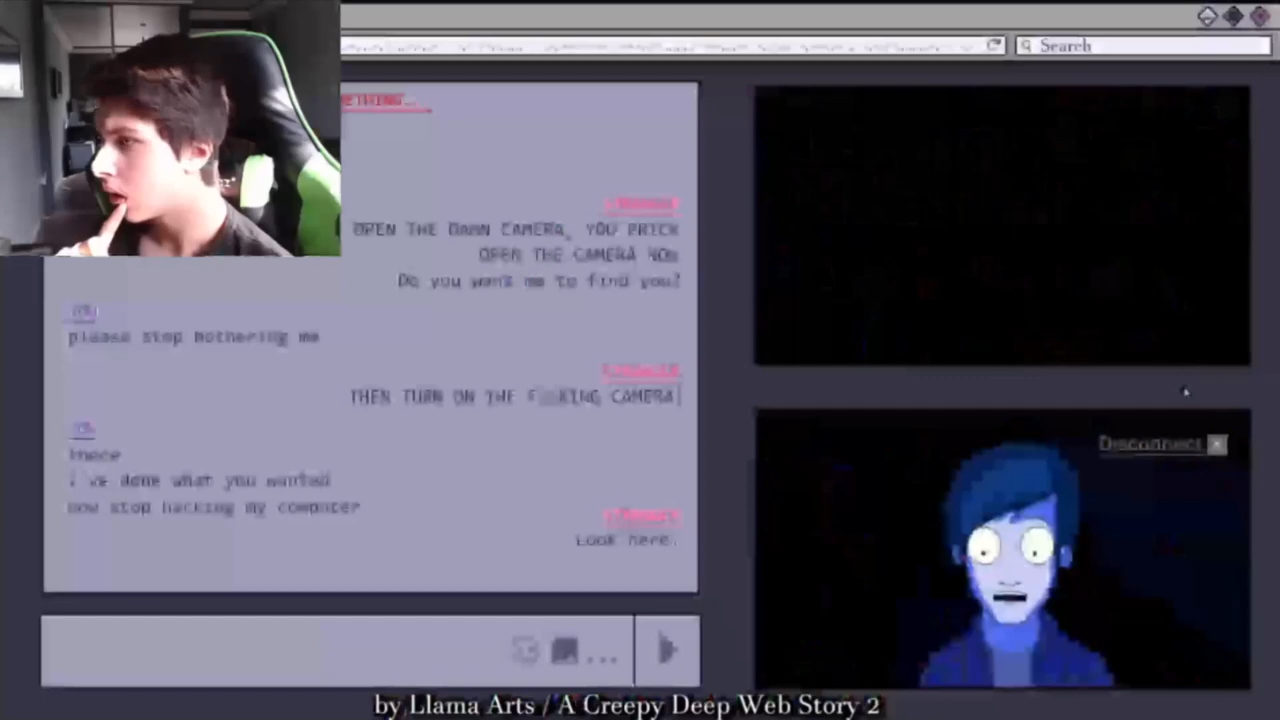 Search
ETHING...
OPEN THE DAMN CAMERA, YOU PRICK
OPEN THE CAMERA NOW
Do you want me to find you?
please stop bothering me
THEN TURN ON THE F KING CAMERA
there
i've done what you wanted
now stop hacking my computer
Look here.
Disconnect
by Llama Arts / A Creepy Deep Web Story 2